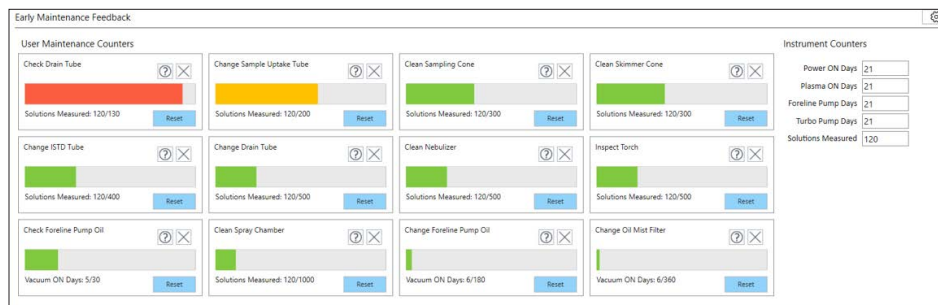 Early Maintenance Feedback
User Maintenance Counters
Instrument Counters
Check Drain Tube
Solutions Measured: 120/130
Reset
Change Sample Uptake Tube
Solutions Measured: 120/200
Reset
Clean Sampling Cone
Solutions Measured: 120/300
Reset
Clean Skimmer Cone
Solutions Measured: 120/300
Reset
Power ON Days 21
Plasma ON Days 21
Foreline Pump Days 21
Turbo Pump Days 21
Solutions Measured 120
Change ISTD Tube
Solutions Measured: 120/400
Reset
Change Drain Tube
Solutions Measured: 120/500
Reset
Clean Nebulizer
Solutions Measured: 120/500
Reset
Inspect Torch
Solutions Measured: 120/500
Reset
Check Foreline Pump Oil
Vacuum ON Days: 5/30
Reset
Clean Spray Chamber
Solutions Measured: 120/1000
Reset
Change Foreline Pump Oil
Vacuum ON Days: 6/180
Reset
Change Oil Mist Filter
Vacuum ON Days: 6/360
Reset